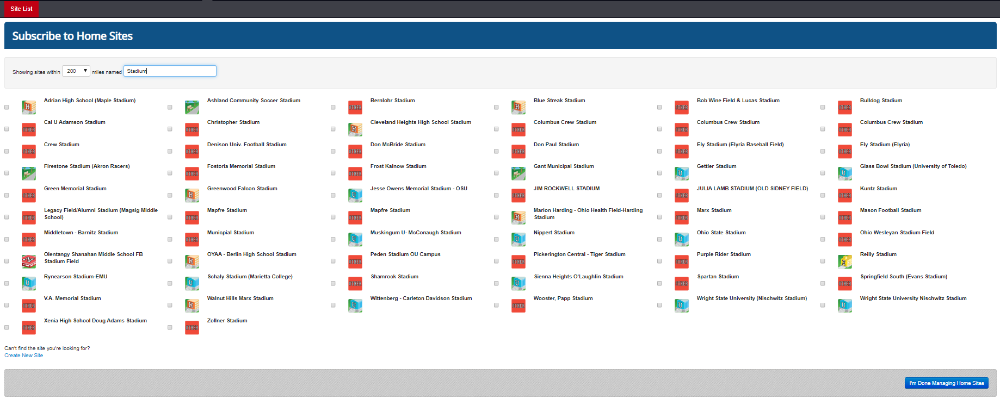 Site List
Subscribe to Home Sites
Showing sites within 200 miles named Stadium
Adrian High School (Maple Stadium)
Ashland Community Soccer Stadium
Bernlohr Stadium
Blue Streak Stadium
Bob Wine Field & Lucas Stadium
Bulldog Stadium
Cal U Adamson Stadium
Christopher Stadium
Cleveland Heights High School Stadium
Columbus Crew Stadium
Columbus Crew Stadium
Columbus Crew Stadium
Crew Stadium
Denison Univ. Football Stadium
Don McBride Stadium
Don Paul Stadium
Ely Stadium (Elyria Baseball Field)
Ely Stadium (Elyria)
Firestone Stadium (Akron Racers)
Fostoria Memorial Stadium
Frost Kalnow Stadium
Gant Municipal Stadium
Gettler Stadium
Glass Bowl Stadium (University of Toledo)
Green Memorial Stadium
Greenwood Falcon Stadium
Jesse Owens Memorial Stadium - OSU
JIM ROCKWELL STADIUM
JULIA LAMB STADIUM (OLD SIDNEY FIELD)
Kuntz Stadium
Legacy Field/Alumni Stadium (Magsig Middle
School)
Mapfre Stadium
Mapfre Stadium
Marion Harding - Ohio Health Field-Harding
Stadium
Marx Stadium
Mason Football Stadium
Middletown - Barnitz Stadium
Municpial Stadium
Muskingum U- McConaugh Stadium
Nippert Stadium
Ohio State Stadium
Ohio Wesleyan Stadium Field
Olentangy Shanahan Middle School FB
Stadium Field
OYAA - Berlin High School Stadium
Peden Stadium OU Campus
Pickerington Central - Tiger Stadium
Purple Rider Stadium
Reilly Stadium
Rynearson Stadium-EMU
Schaly Stadium (Marietta College)
Shamrock Stadium
Sienna Heights O'Laughlin Stadium
Spartan Stadium
Springfield South (Evans Stadium)
V.A. Memorial Stadium
Walnut Hills Marx Stadium
Wittenberg - Carleton Davidson Stadium
Wooster, Papp Stadium
Wright State University (Nischwitz Stadium)
Wright State University Nischwitz Stadium
Xenia High School Doug Adams Stadium
Zollner Stadium
Can't find the site you're looking for?
Create New Site
I'm Done Managing Home Sites